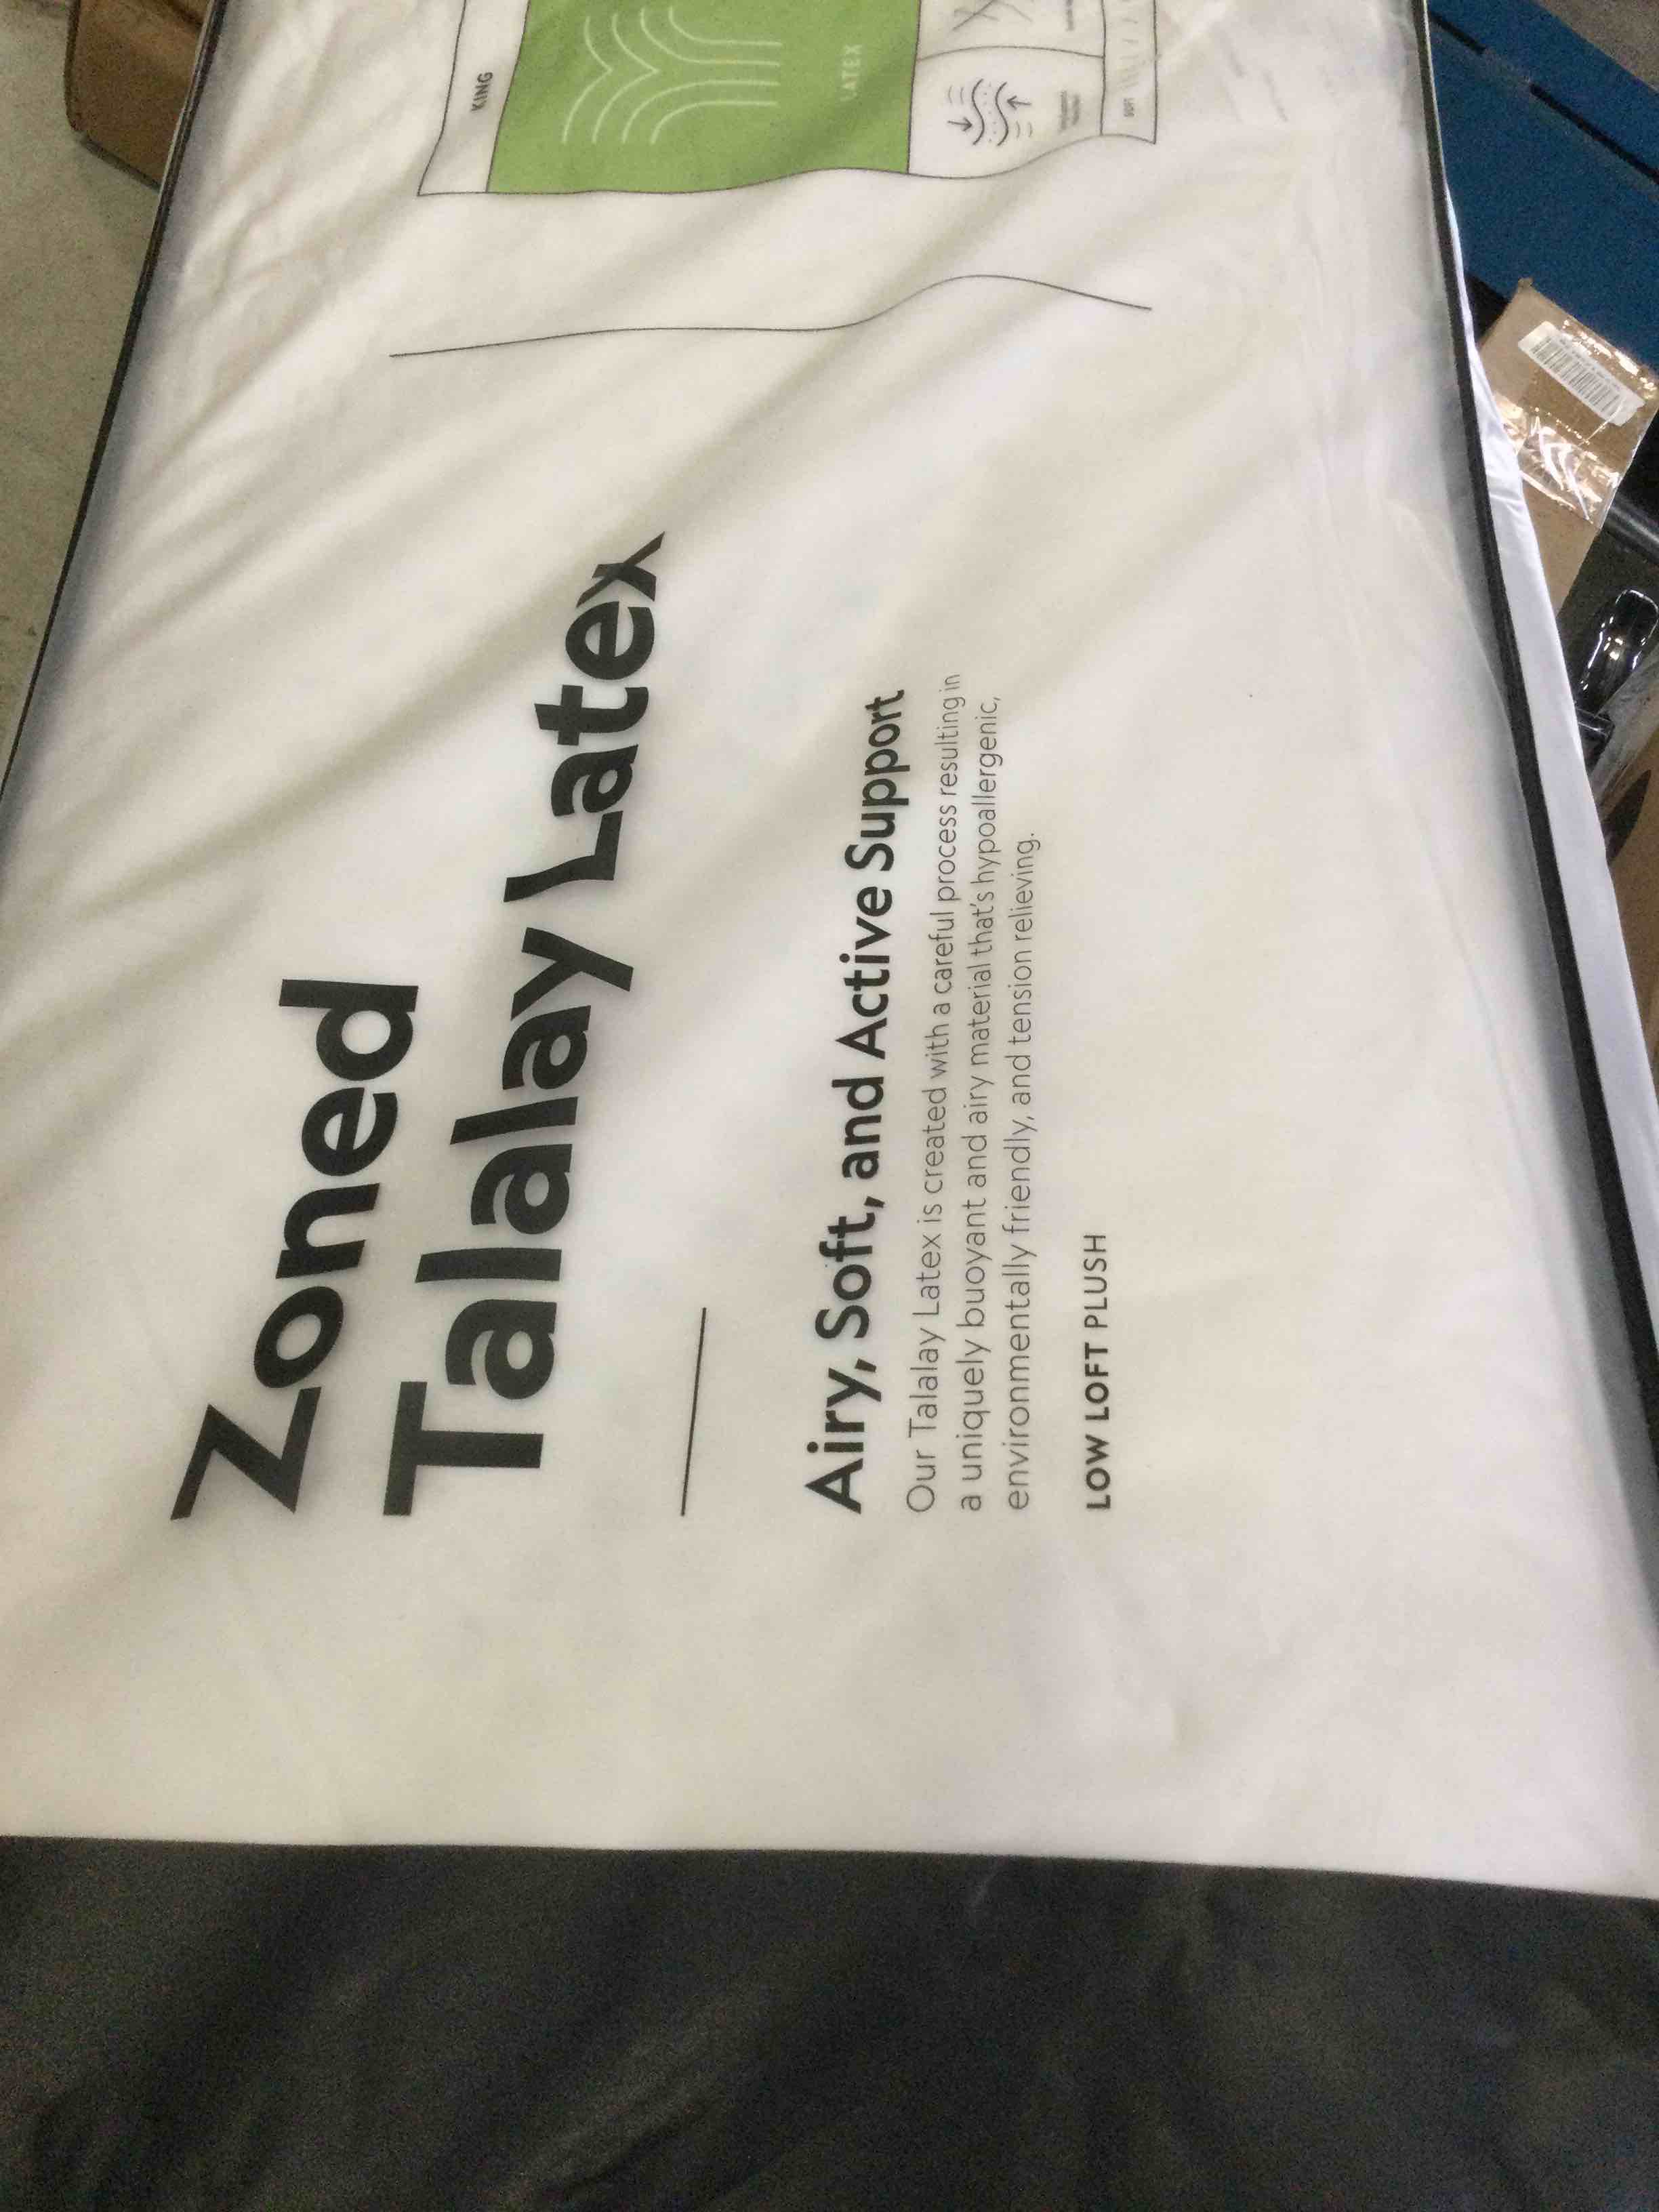 Zoned
Talalay Latex
Airy, Soft, and Active Support
Our Talalay Latex is created with a careful process resulting in
a uniquely buoyant and airy material that's hypoallergenic,
environmentally friendly, and tension relieving.
LOW LOFT PLUSH
KING
LATEX
SOFT